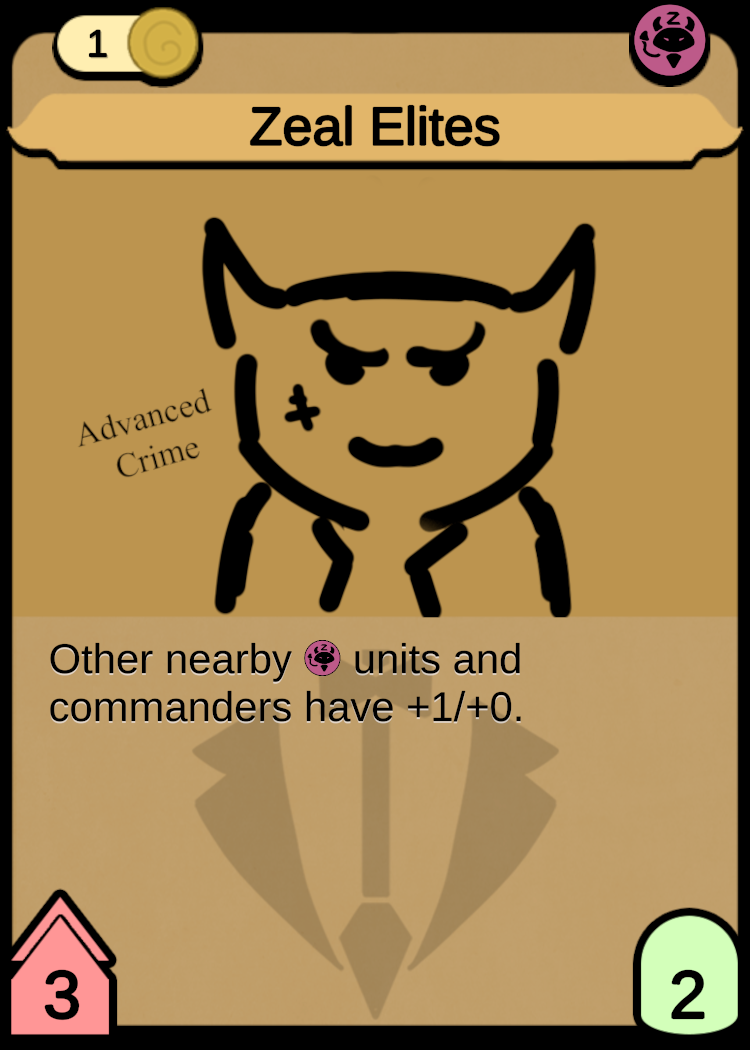 1
Z
Zeal Elites
Advanced
Crime
Other nearby units and
commanders have +1/+0.
3
2